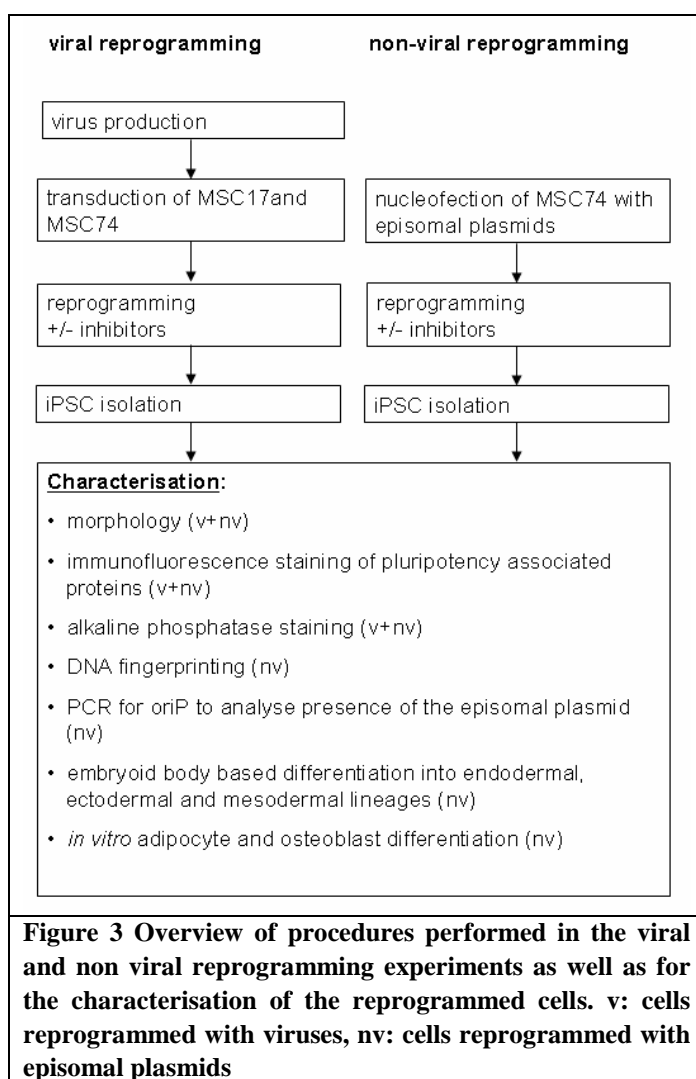 viral reprogramming
non-viral reprogramming
virus production
transduction of MSC17and
MSC74
nucleofection of MSC74 with
episomal plasmids
reprogramming
+/- inhibitors
reprogramming
+/- inhibitors
iPSC isolation
iPSC isolation
Characterisation:
• morphology (v+nv)
• immunofluorescence staining of pluripotency associated
proteins (v+nv)
• alkaline phosphatase staining (v+nv)
• DNA fingerprinting (nv)
• PCR for oriP to analyse presence of the episomal plasmid
(nv)
• embryoid body based differentiation into endodermal,
ectodermal and mesodermal lineages (nv)
• in vitro adipocyte and osteoblast differentiation (nv)
Figure 3 Overview of procedures performed in the viral
and non viral reprogramming experiments as well as for
the characterisation of the reprogrammed cells. v: cells
reprogrammed with viruses, nv: cells reprogrammed with
episomal plasmids